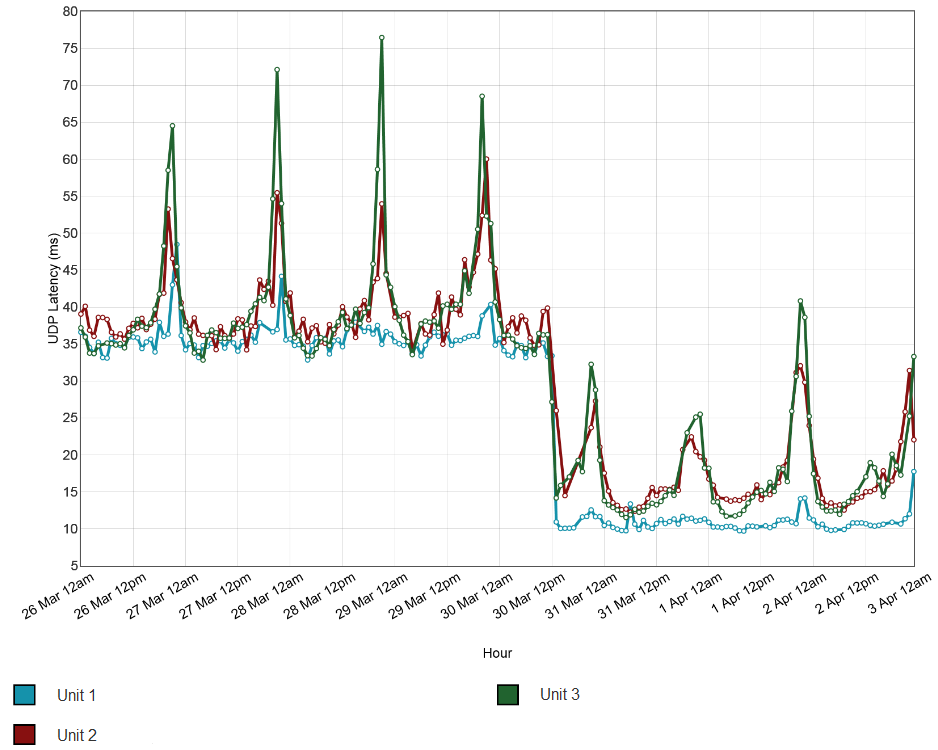 80
75
70
65
60
55
50
45
40
35
30
25
20
15
10
5
UDP Latency (ms)
26 Mar 12am
26 Mar 12pm
27 Mar 12am
27 Mar 12pm
28 Mar 12am
28 Mar 12pm
29 Mar 12am
29 Mar 12pm
30 Mar 12am
30 Mar 12pm
31 Mar 12am
31 Mar 12pm
1 Apr 12am
1 Apr 12pm
2 Apr 12am
2 Apr 12pm
3 Apr 12am
Hour
Unit 1
Unit 3
Unit 2